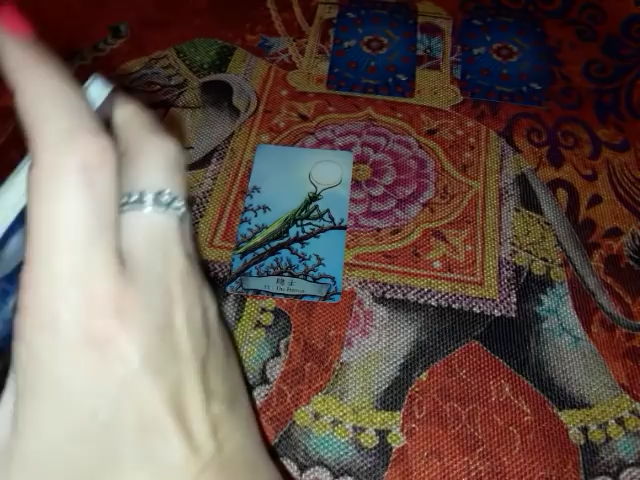 隐士
IX · The Hermit